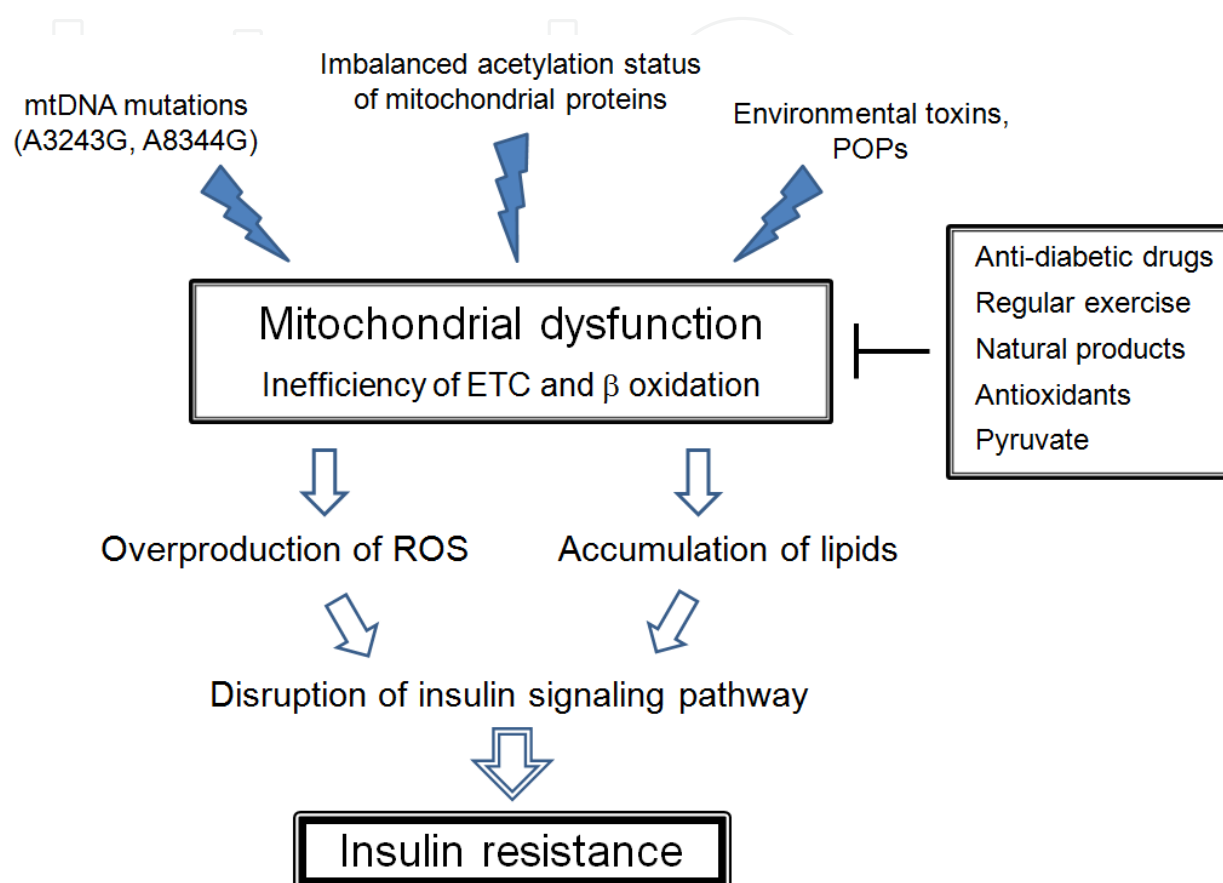 Imbalanced acetylation status
of mitochondrial proteins
mtDNA mutations
(A3243G, A8344G)
Environmental toxins,
POPs
Mitochondrial dysfunction
Inefficiency of ETC and β oxidation
Anti-diabetic drugs
Regular exercise
Natural products
Antioxidants
Pyruvate
Overproduction of ROS
Accumulation of lipids
Disruption of insulin signaling pathway
Insulin resistance